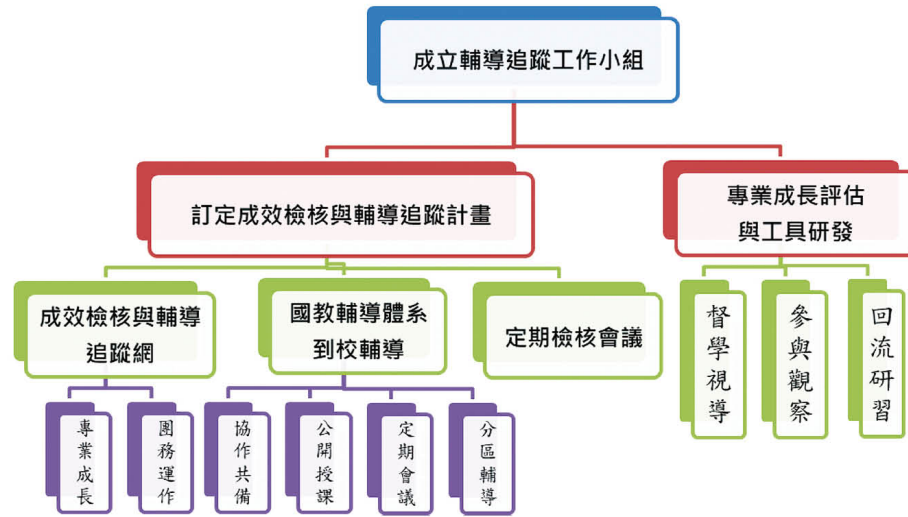 成立輔導追蹤工作小組
訂定成效檢核與輔導追蹤計畫
專業成長評估
與工具研發
成效檢核與輔導
追蹤網
國教輔導體系
到校輔導
定期檢核會議
督學視導
參與觀察
回流研習
專業成長
團務運作
協作共備
公開授課
定期會議
分區輔導